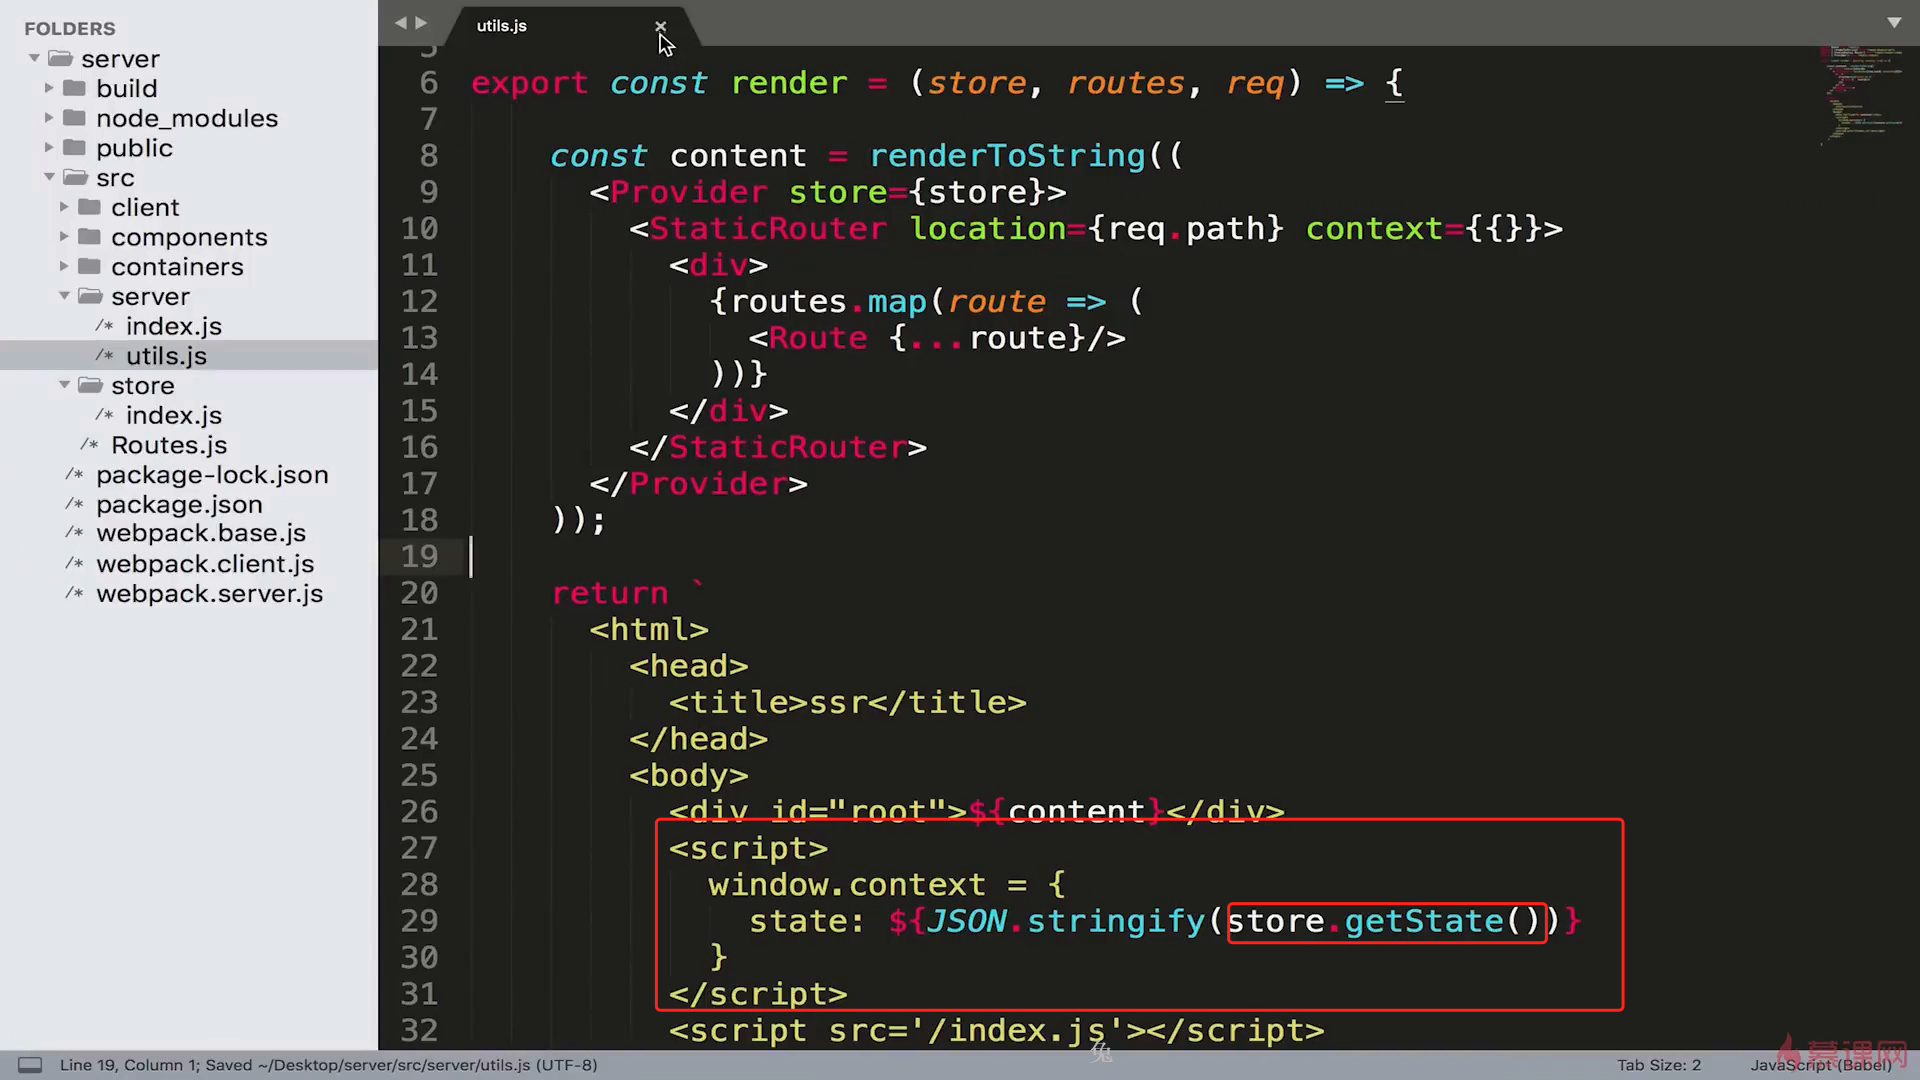 FOLDERS
server
build
node_modules
public
src
client
components
containers
server
/* index.js
/* utils.js
store
/* index.js
/* Routes.js
/* package-lock.json
/* package.json
/* webpack.base.js
/* webpack.client.js
/* webpack.server.js
utils.js
5
6 export const render = (store, routes, req) => {
7
8 const content = renderToString((
9 <Provider store={store}>
10 <StaticRouter location={req.path} context={{}}>
11 <div>
12 {routes.map(route => (
13 <Route {...route}/>
14 ))}
15 </div>
16 </StaticRouter>
17 </Provider>
18 ));
19
20 return `
21 <html>
22 <head>
23 <title>ssr</title>
24 </head>
25 <body>
26 <div id="root">${content}</div>
27 <script>
28 window.context = {
29 state: ${JSON.stringify(store.getState())}
30 }
31 </script>
32 <script src='/index.js'></script>
兔
慕课网
Line 19, Column 1; Saved ~/Desktop/server/src/server/utils.js (UTF-8)
Tab Size: 2
JavaScript (Babel)